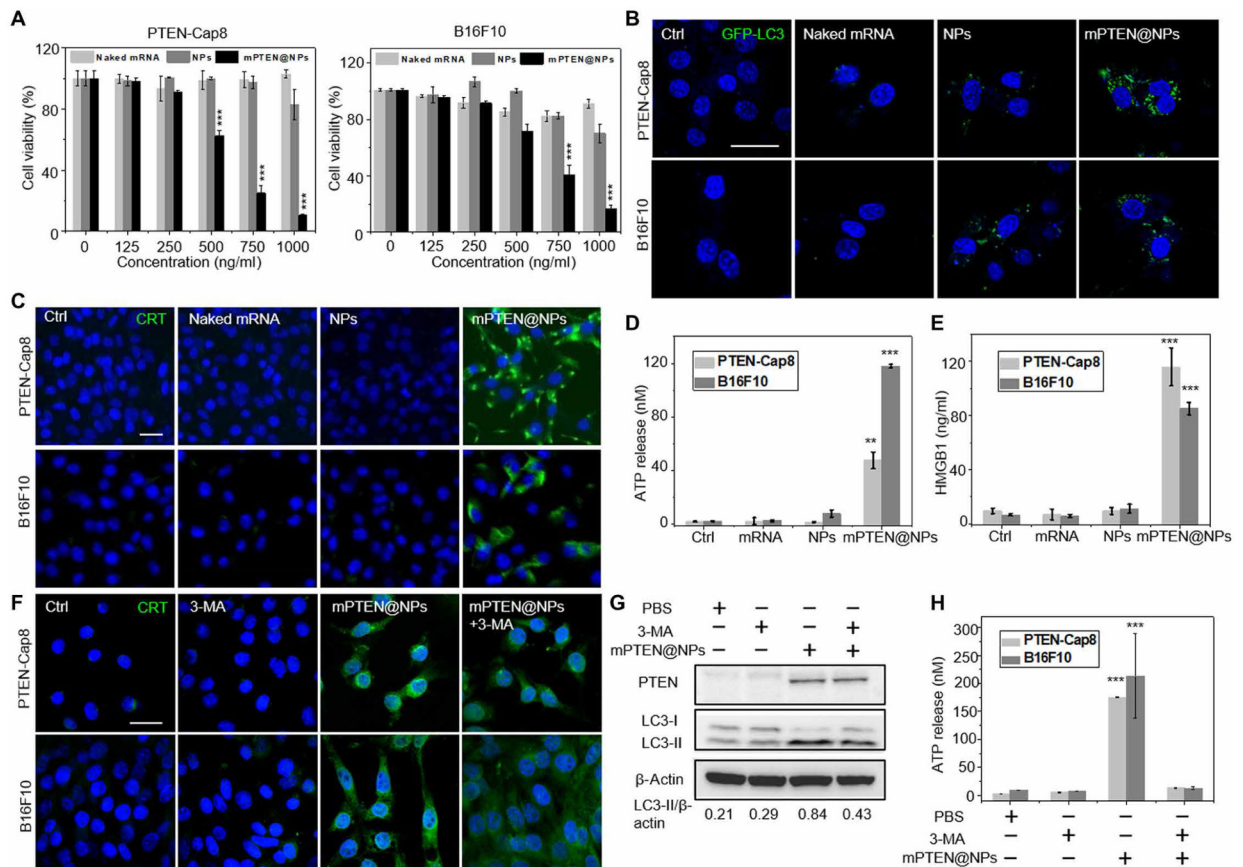 A
PTEN-Cap8
B16F10
Cell viability (%)
120
80
40
0
Naked mRNA NPs mPTEN@NPs
***
***
***
0 125 250 500 750 1000
Concentration (ng/ml)
Cell viability (%)
120
80
40
0
Naked mRNA NPs mPTEN@NPs
***
***
0 125 250 500 750 1000
Concentration (ng/ml)
B
Ctrl GFP-LC3 Naked mRNA NPs mPTEN@NPs
PTEN-Cap8
B16F10
C
Ctrl CRT Naked mRNA NPs mPTEN@NPs
PTEN-Cap8
B16F10
D
ATP release (nM)
120
80
40
0
PTEN-Cap8
B16F10
**
***
Ctrl mRNA NPs mPTEN@NPs
E
HMGB1 (ng/ml)
120
80
40
0
PTEN-Cap8
B16F10
***
***
Ctrl mRNA NPs mPTEN@NPs
F
Ctrl CRT 3-MA mPTEN@NPs mPTEN@NPs
+3-MA
PTEN-Cap8
B16F10
G
PBS + − − −
3-MA − + − +
mPTEN@NPs − − + +
PTEN
LC3-I
LC3-II
β-Actin
LC3-II/β-
actin
0.21 0.29 0.84 0.43
H
ATP release (nM)
300
250
200
150
100
50
0
PTEN-Cap8
B16F10
***
***
PBS + − − −
3-MA − + − +
mPTEN@NPs − − + +